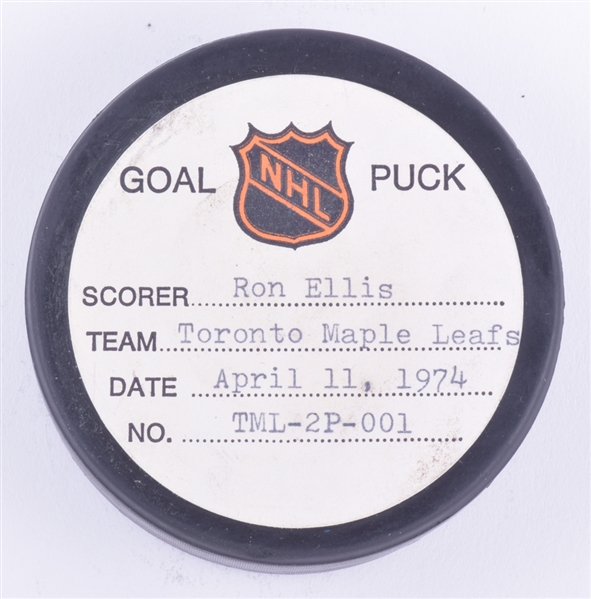 NHL
GOAL PUCK
SCORER Ron Ellis
TEAM Toronto Maple Leafs
DATE April 11, 1974
NO. TML-2P-001